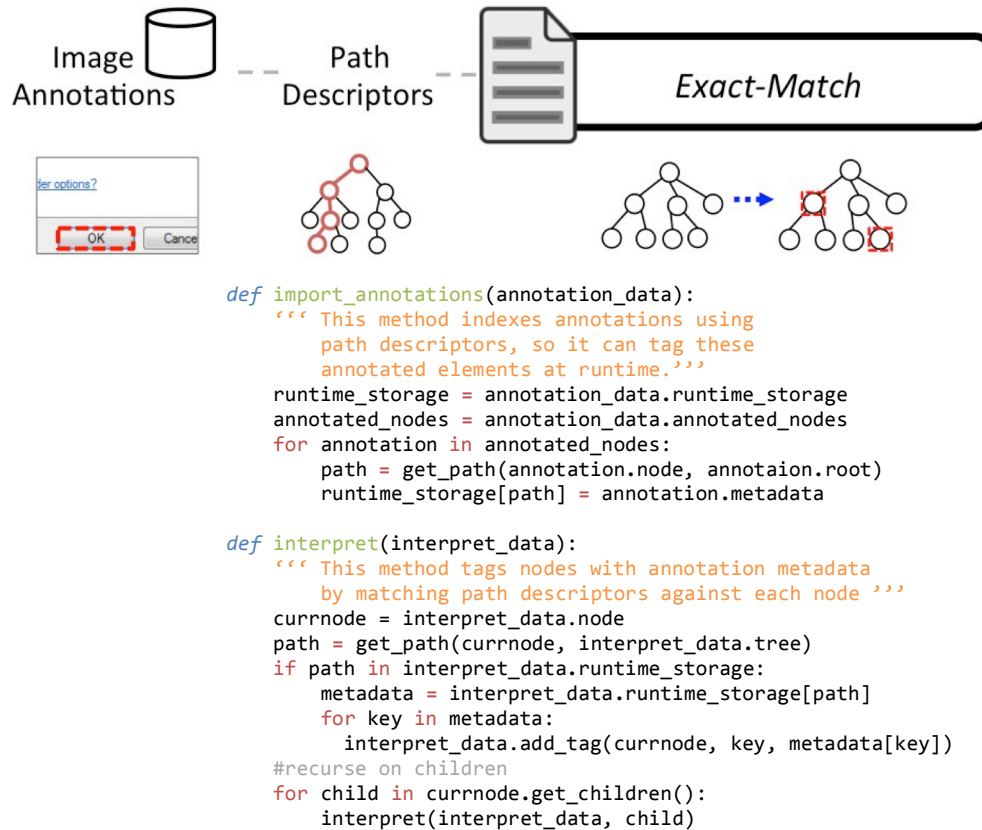 Image
Annotations
Path
Descriptors
Exact-Match
der options?
OK
Cance
def import_annotations(annotation_data):
‘‘‘ This method indexes annotations using
path descriptors, so it can tag these
annotated elements at runtime.’’’
runtime_storage = annotation_data.runtime_storage
annotated_nodes = annotation_data.annotated_nodes
for annotation in annotated_nodes:
path = get_path(annotation.node, annotaion.root)
runtime_storage[path] = annotation.metadata
def interpret(interpret_data):
‘‘‘ This method tags nodes with annotation metadata
by matching path descriptors against each node ’’’
currnode = interpret_data.node
path = get_path(currnode, interpret_data.tree)
if path in interpret_data.runtime_storage:
metadata = interpret_data.runtime_storage[path]
for key in metadata:
interpret_data.add_tag(currnode, key, metadata[key])
#recurse on children
for child in currnode.get_children():
interpret(interpret_data, child)